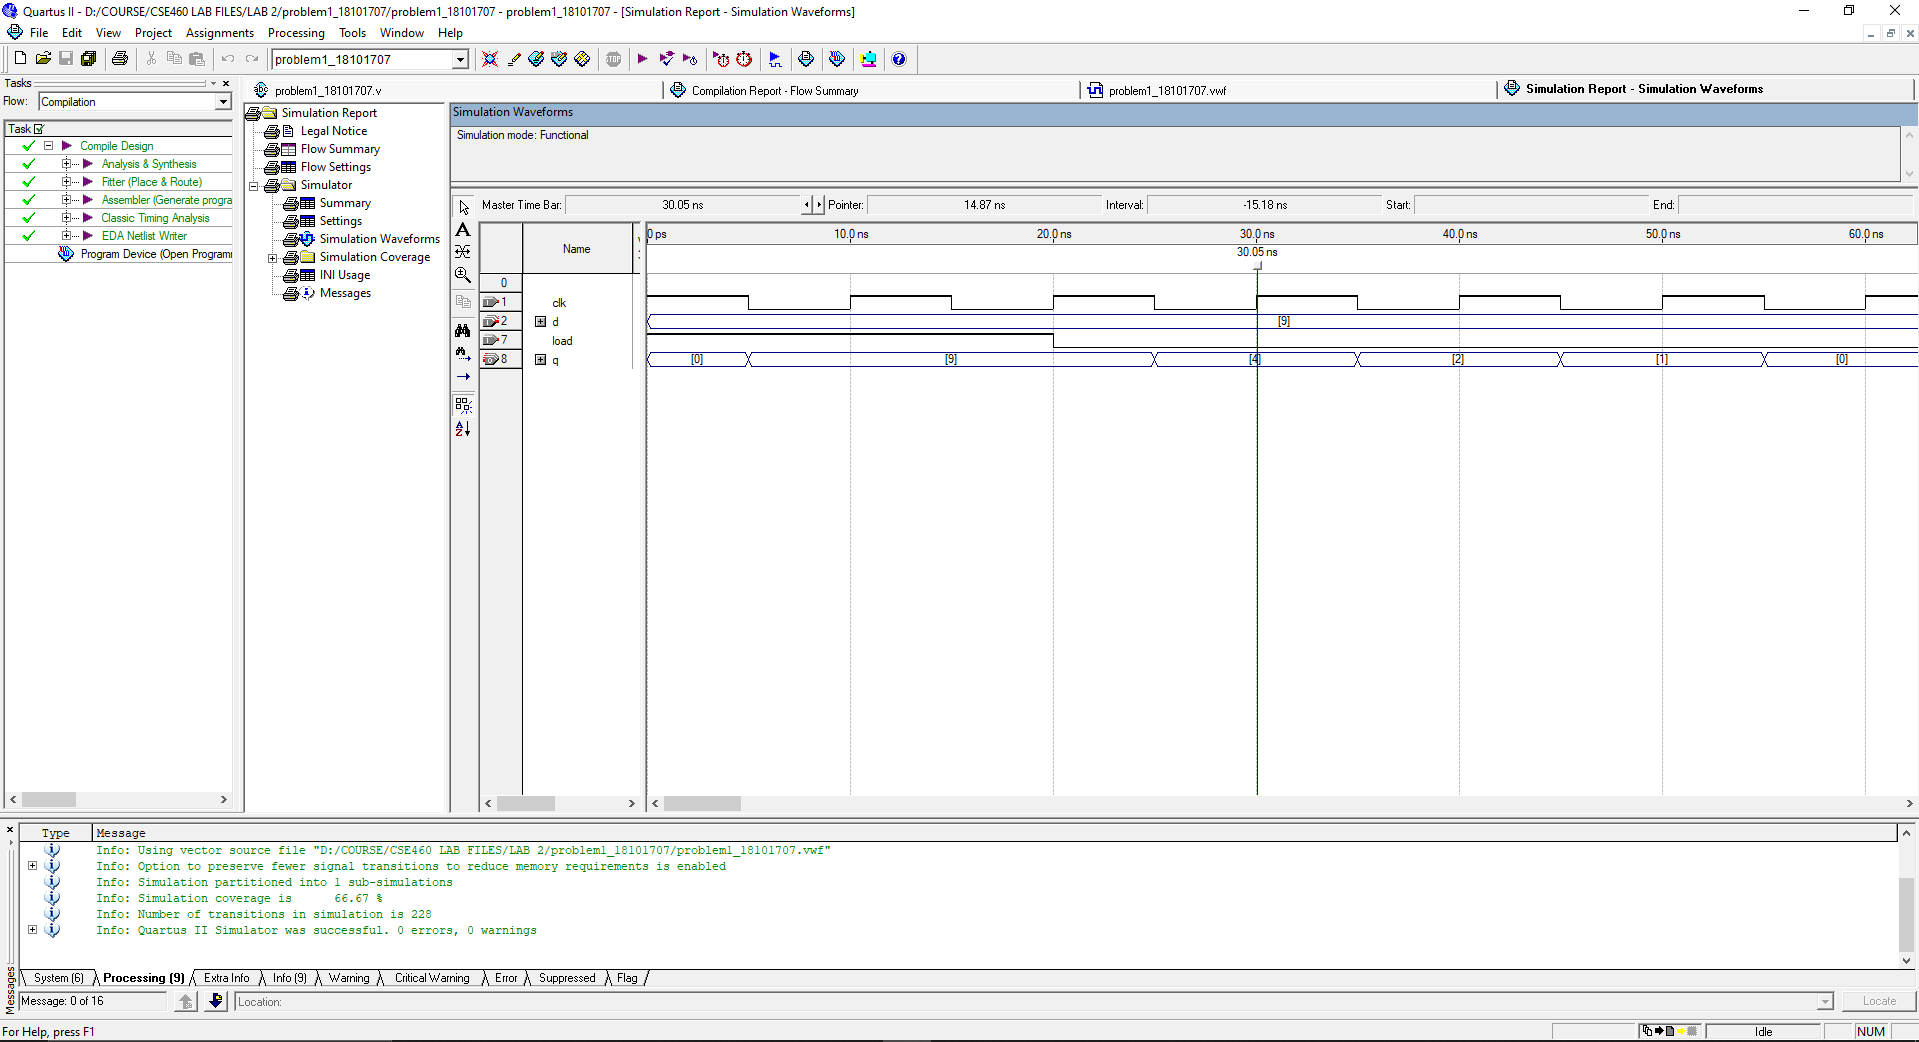 Quartus II - D:/COURSE/CSE460 LAB FILES/LAB 2/problem1_18101707/problem1_18101707 - problem1_18101707 - [Simulation Report - Simulation Waveforms]
File Edit View Project Assignments Processing Tools Window Help
problem1_18101707
STOP
Tasks
Flow: Compilation
Task
Compile Design
Analysis & Synthesis
Fitter (Place & Route)
Assembler (Generate progra
Classic Timing Analysis
EDA Netlist Writer
Program Device (Open Program
problem1_18101707.v
Compilation Report - Flow Summary
problem1_18101707.vwf
Simulation Report - Simulation Waveforms
Simulation Report
Legal Notice
Flow Summary
Flow Settings
Simulator
Summary
Settings
Simulation Waveforms
Simulation Coverage
INI Usage
Messages
Simulation Waveforms
Simulation mode: Functional
Master Time Bar: 30.05 ns Pointer: 14.87 ns Interval: -15.18 ns Start: End:
Name
0 ps 10.0 ns 20.0 ns 30.0 ns 40.0 ns 50.0 ns 60.0 ns
30.05 ns
0
1 clk
2 d [9]
7 load
8 q [0] [9] [4] [2] [1] [0]
Type Message
Info: Using vector source file "D:/COURSE/CSE460 LAB FILES/LAB 2/problem1_18101707/problem1_18101707.vwf"
Info: Option to preserve fewer signal transitions to reduce memory requirements is enabled
Info: Simulation partitioned into 1 sub-simulations
Info: Simulation coverage is 66.67 %
Info: Number of transitions in simulation is 228
Info: Quartus II Simulator was successful. 0 errors, 0 warnings
System (6) Processing (9) Extra Info Info (9) Warning Critical Warning Error Suppressed Flag
Messages
Message: 0 of 16 Location: Locate
For Help, press F1 Idle NUM